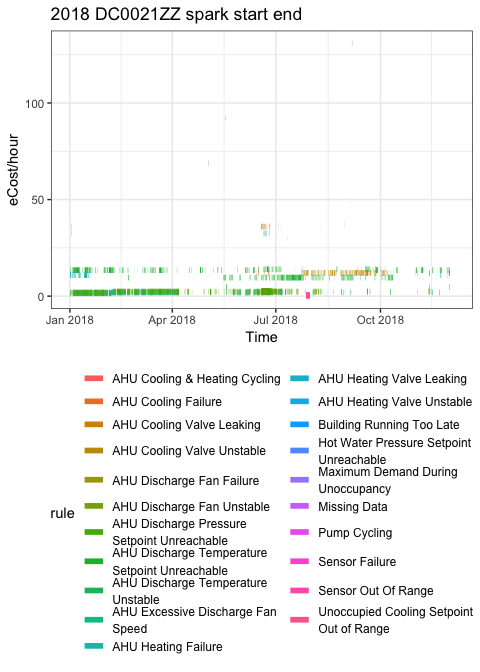 2018 DC0021ZZ spark start end
eCost/hour
100
50
0
Jan 2018
Apr 2018
Jul 2018
Oct 2018
Time
rule
AHU Cooling & Heating Cycling
AHU Cooling Failure
AHU Cooling Valve Leaking
AHU Cooling Valve Unstable
AHU Discharge Fan Failure
AHU Discharge Fan Unstable
AHU Discharge Pressure
Setpoint Unreachable
AHU Discharge Temperature
Setpoint Unreachable
AHU Discharge Temperature
Unstable
AHU Excessive Discharge Fan
Speed
AHU Heating Failure
AHU Heating Valve Leaking
AHU Heating Valve Unstable
Building Running Too Late
Hot Water Pressure Setpoint
Unreachable
Maximum Demand During
Unoccupancy
Missing Data
Pump Cycling
Sensor Failure
Sensor Out Of Range
Unoccupied Cooling Setpoint
Out of Range